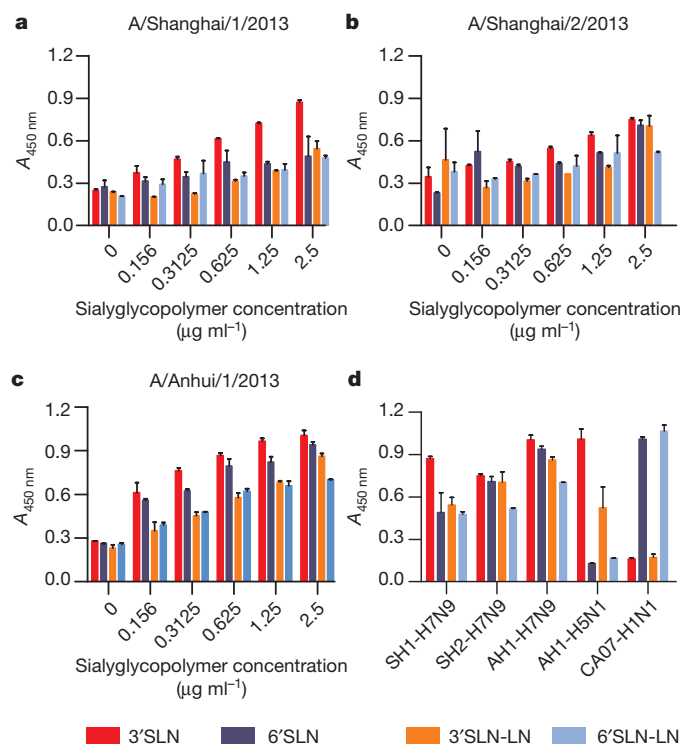 a
A/Shanghai/1/2013
1.2
0.9
0.6
0.3
0.0
A450 nm
0
0.156
0.3125
0.625
1.25
2.5
Sialyglycopolymer concentration
(μg ml−1)
b
A/Shanghai/2/2013
1.2
0.9
0.6
0.3
0.0
A450 nm
0
0.156
0.3125
0.625
1.25
2.5
Sialyglycopolymer concentration
(μg ml−1)
c
A/Anhui/1/2013
1.2
0.9
0.6
0.3
0.0
A450 nm
0
0.156
0.3125
0.625
1.25
2.5
Sialyglycopolymer concentration
(μg ml−1)
d
1.2
0.9
0.6
0.3
0.0
A450 nm
SH1-H7N9
SH2-H7N9
AH1-H7N9
AH1-H5N1
CA07-H1N1
3′SLN
6′SLN
3′SLN-LN
6′SLN-LN